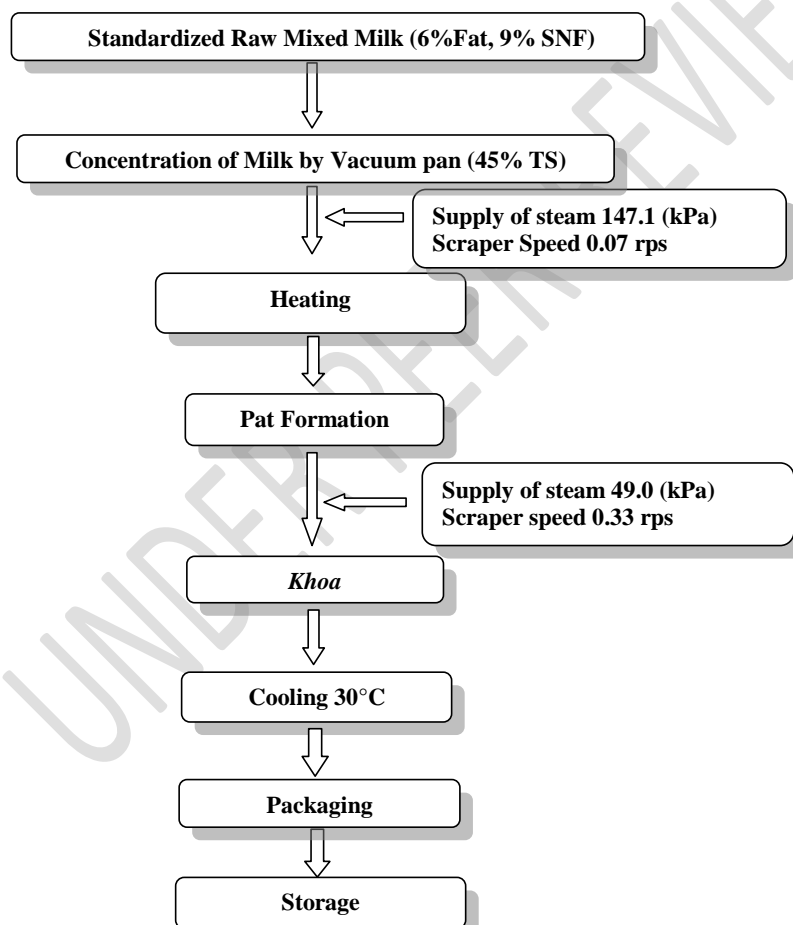 Standardized Raw Mixed Milk (6%Fat, 9% SNF)
Concentration of Milk by Vacuum pan (45% TS)
Supply of steam 147.1 (kPa)
Scraper Speed 0.07 rps
Heating
Pat Formation
Supply of steam 49.0 (kPa)
Scraper speed 0.33 rps
Khoa
Cooling 30°C
Packaging
Storage
UNDER PEER REVIE